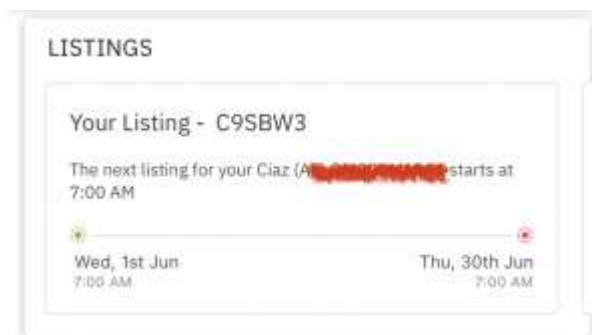 LISTINGS
Your Listing - C9SBW3
The next listing for your Ciaz ( starts at
7:00 AM
Wed, 1st Jun
Thu, 30th Jun
7:00 AM
7:00 AM